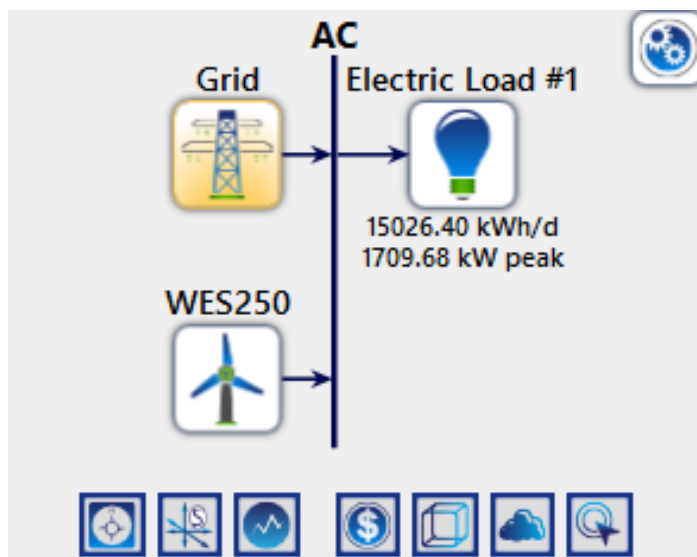 AC
Grid
Electric Load #1
15026.40 kWh/d
1709.68 kW peak
WES250
S
$